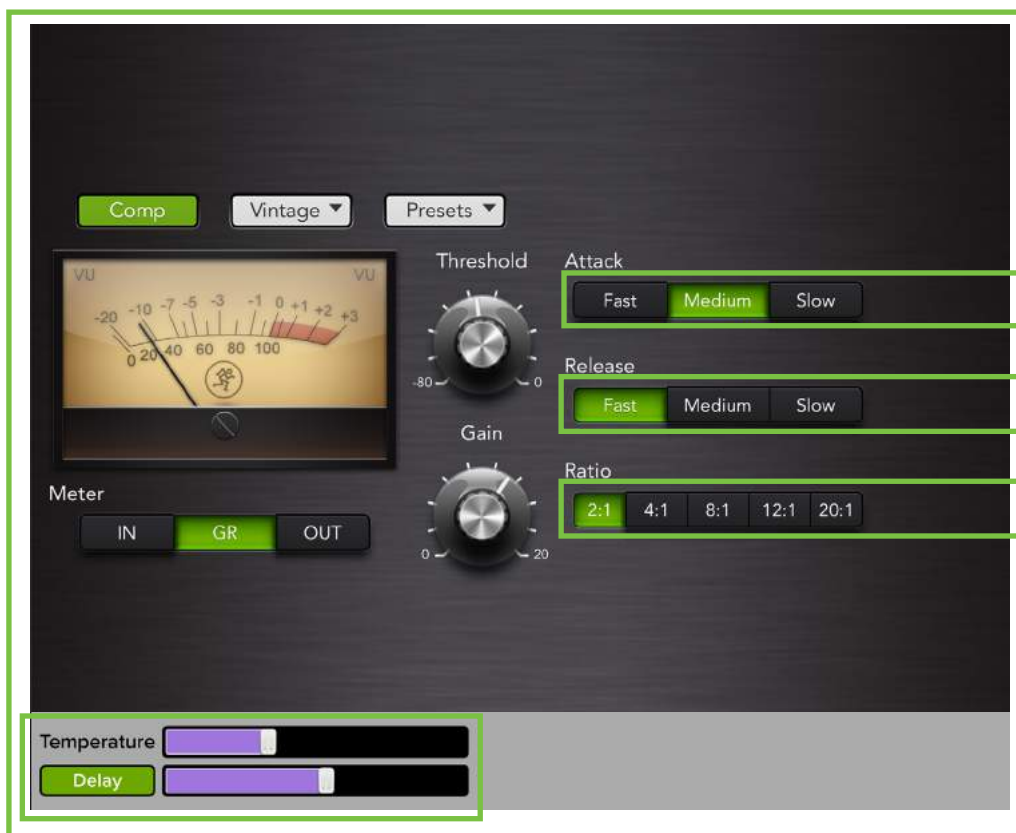 Comp Vintage Presets
Threshold Attack
VU VU
Fast Medium Slow
-20 -10 -7 -5 -3 -1 0 +1 +2 +3
0 20 40 60 80 100
-80 0
Release
Fast Medium Slow
Gain
Ratio
Meter
2:1 4:1 8:1 12:1 20:1
IN GR OUT
0 20
Temperature
Delay